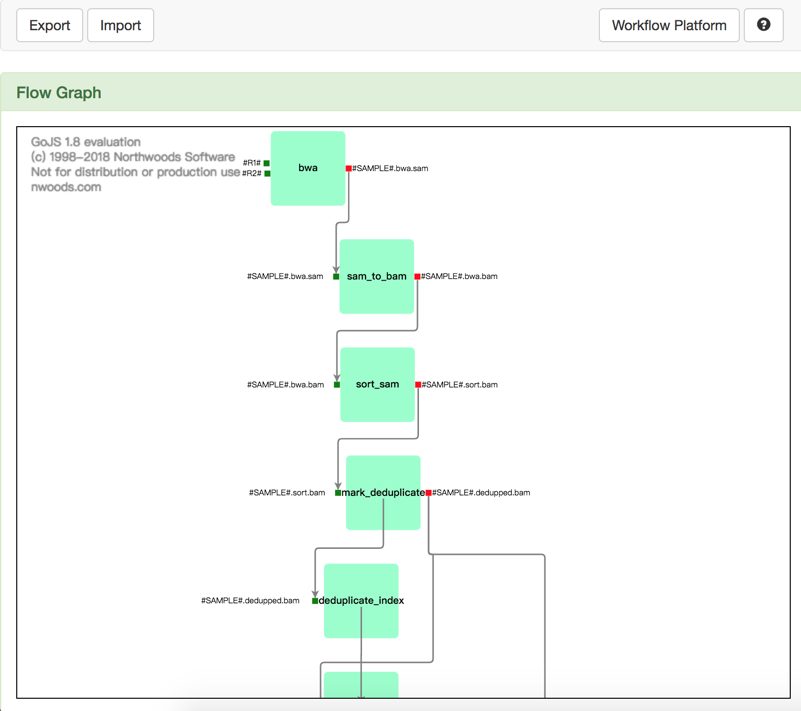 Export
Import
Workflow Platform
?
Flow Graph
GoJS 1.8 evaluation
(c) 1998–2018 Northwoods Software
Not for distribution or production use
nwoods.com
#R1#
#R2#
bwa
#SAMPLE#.bwa.sam
#SAMPLE#.bwa.sam
sam_to_bam
#SAMPLE#.bwa.bam
#SAMPLE#.bwa.bam
sort_sam
#SAMPLE#.sort.bam
#SAMPLE#.sort.bam
mark_deduplicate
#SAMPLE#.dedupped.bam
#SAMPLE#.dedupped.bam
deduplicate_index